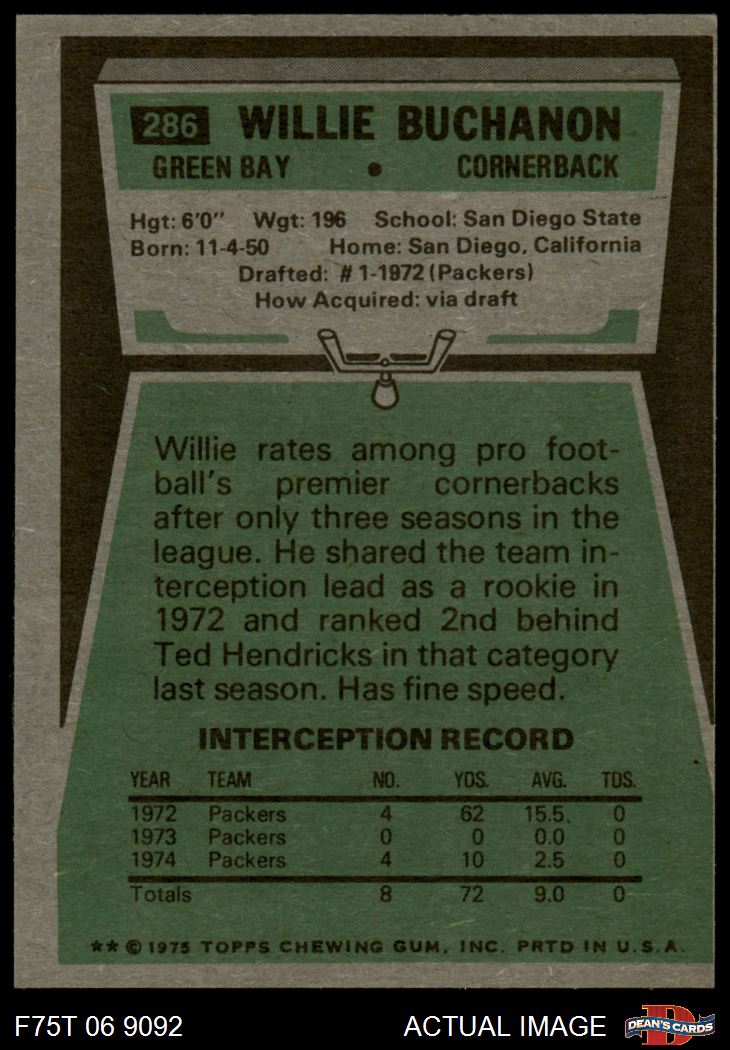 286 WILLIE BUCHANON
GREEN BAY • CORNERBACK
Hgt: 6'0" Wgt: 196 School: San Diego State
Born: 11-4-50 Home: San Diego, California
Drafted: #1-1972 (Packers)
How Acquired: via draft
Willie rates among pro foot-
ball's premier cornerbacks
after only three seasons in the
league. He shared the team in-
terception lead as a rookie in
1972 and ranked 2nd behind
Ted Hendricks in that category
last season. Has fine speed.
INTERCEPTION RECORD
YEAR TEAM NO. YDS. AVG. TDS.
1972 Packers 4 62 15.5 0
1973 Packers 0 0 0.0 0
1974 Packers 4 10 2.5 0
Totals 8 72 9.0 0
** © 1975 TOPPS CHEWING GUM, INC. PRTD IN U.S.A.
F75T 06 9092 ACTUAL IMAGE D DEAN'S CARDS